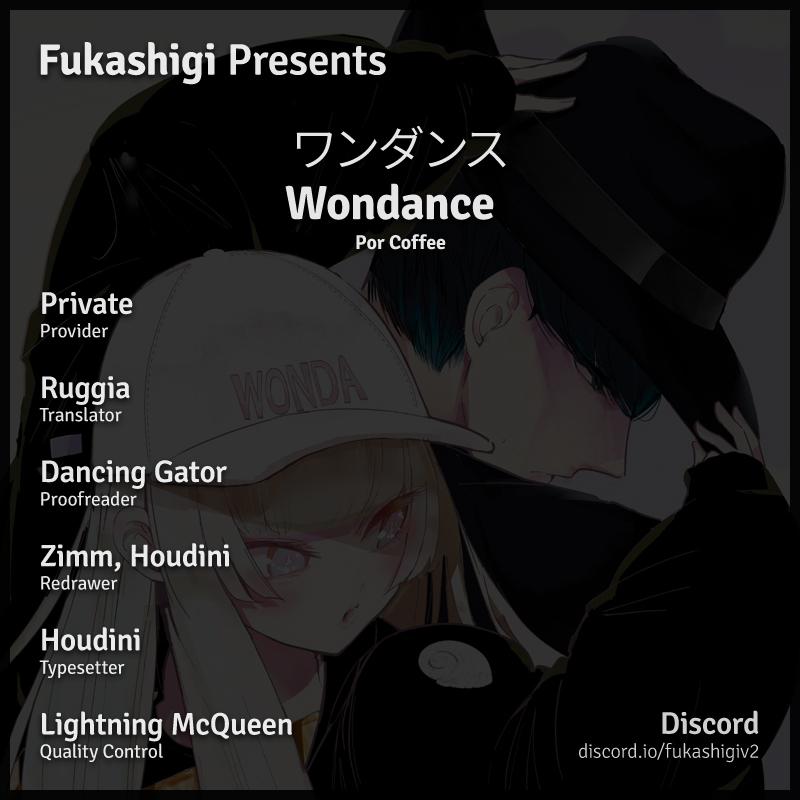 Fukashigi Presents
ワンダンス
Wondance
Por Coffee
Private
Provider
Ruggia
Translator
Dancing Gator
Proofreader
Zimm, Houdini
Redrawer
Houdini
Typesetter
Lightning McQueen
Quality Control
Discord
discord.io/fukashigiv2
WONDA